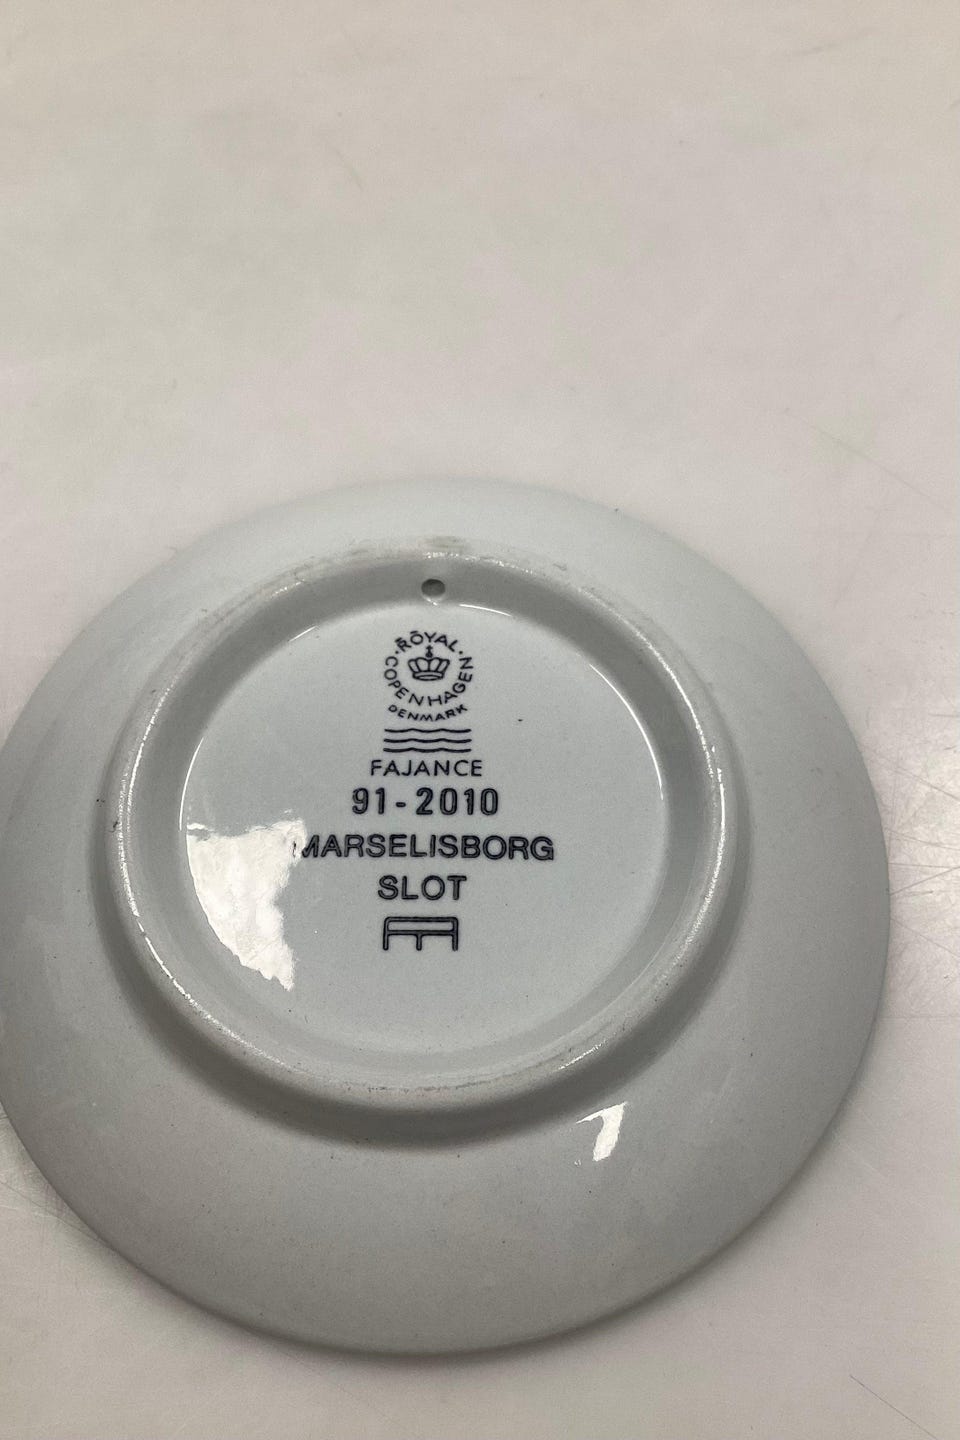 ROYAL
COPENHAGEN
DENMARK
FAJANCE
91-2010
MARSELISBORG
SLOT